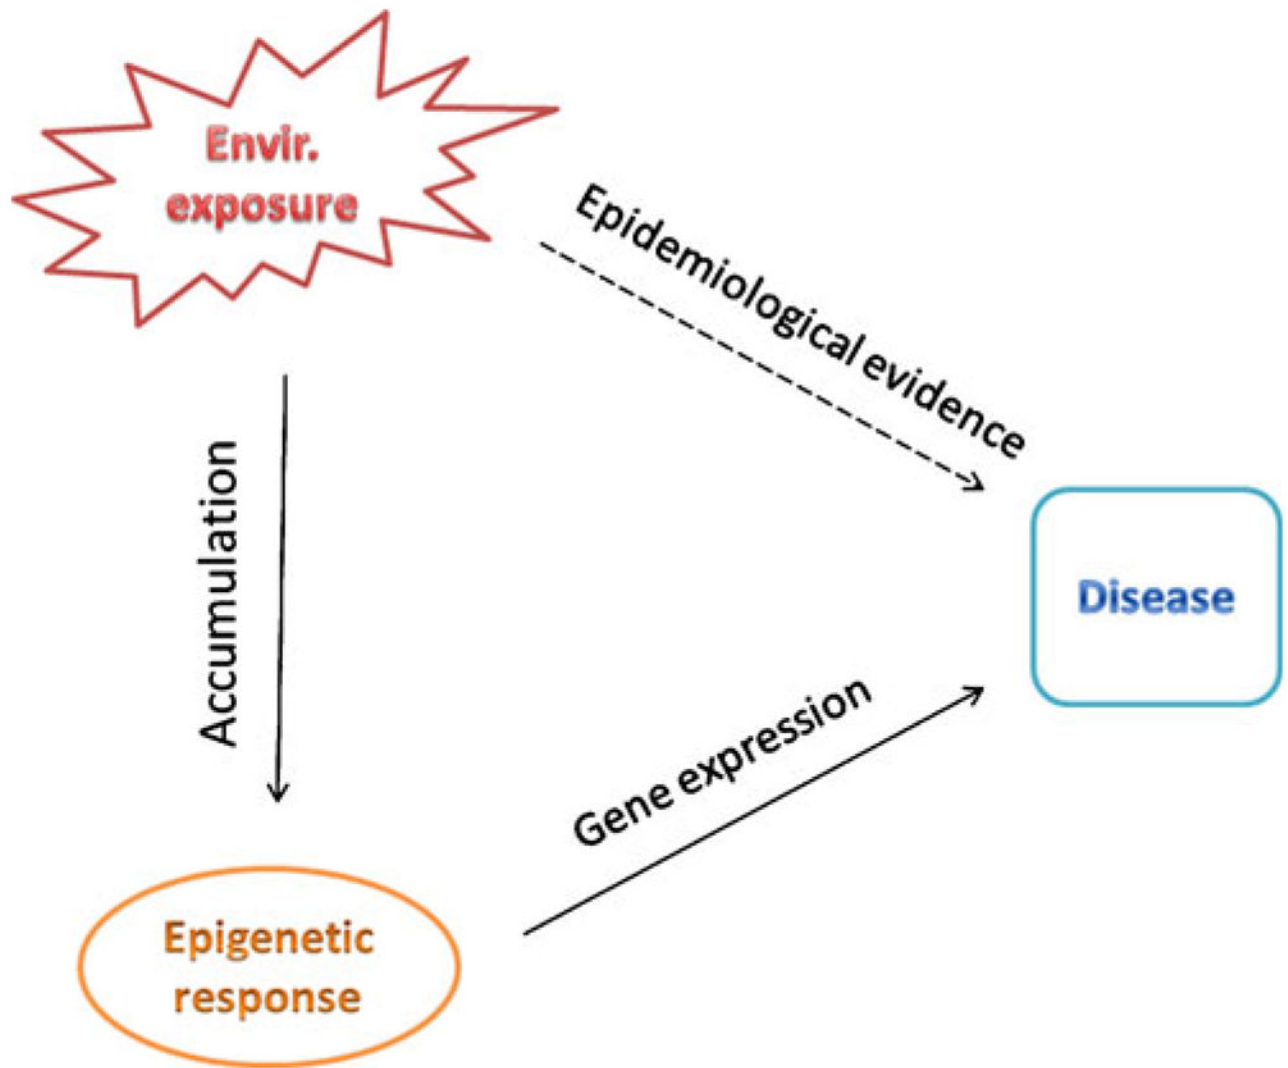 Envir.
exposure
Epidemiological evidence
Accumulation
Disease
Gene expression
Epigenetic
response